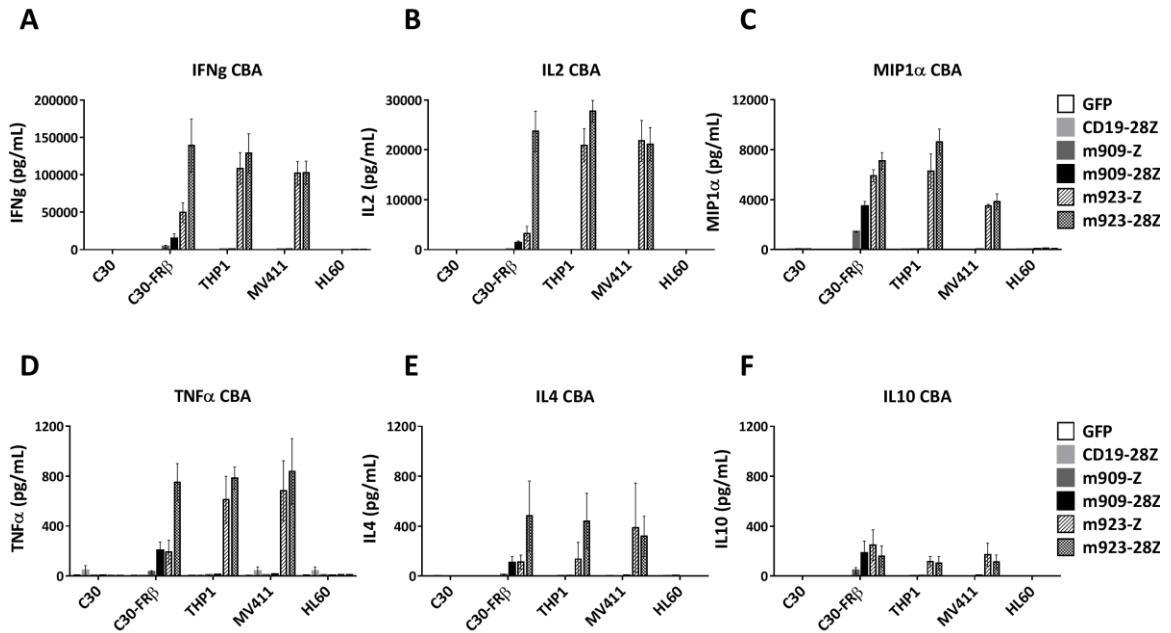 A
IFNg CBA
IFNg (pg/mL)
200000
150000
100000
50000
0
C30
C30-FRβ
THP1
MV411
HL60
B
IL2 CBA
IL2 (pg/mL)
30000
20000
10000
0
C30
C30-FRβ
THP1
MV411
HL60
C
MIP1α CBA
MIP1α (pg/mL)
12000
8000
4000
0
C30
C30-FRβ
THP1
MV411
HL60
GFP
CD19-28Z
m909-Z
m909-28Z
m923-Z
m923-28Z
D
TNFα CBA
TNFα (pg/mL)
1200
800
400
0
C30
C30-FRβ
THP1
MV411
HL60
E
IL4 CBA
IL4 (pg/mL)
1200
800
400
0
C30
C30-FRβ
THP1
MV411
HL60
F
IL10 CBA
IL10 (pg/mL)
1200
800
400
0
C30
C30-FRβ
THP1
MV411
HL60
GFP
CD19-28Z
m909-Z
m909-28Z
m923-Z
m923-28Z